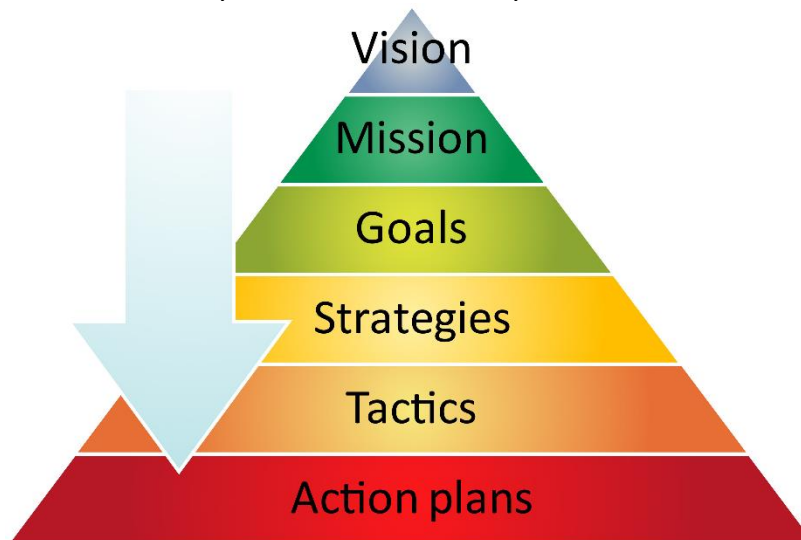 Vision
Mission
Goals
Strategies
Tactics
Action plans